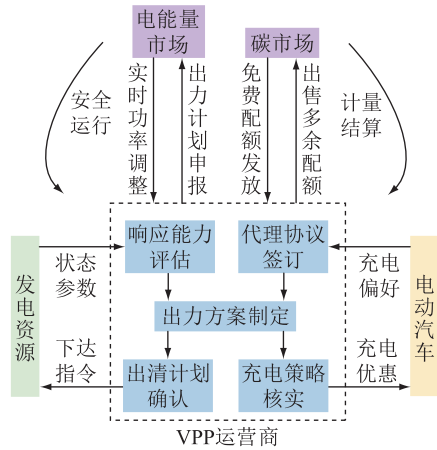 电能量
市场
碳市场
安全
运行
实时功率调整
出力计划申报
免费配额发放
出售多余配额
计量
结算
响应能力
评估
代理协议
签订
发电资源
状态
参数
充电
偏好
电动汽车
出力方案制定
下达
指令
出清计划
确认
充电策略
核实
充电
优惠
VPP运营商